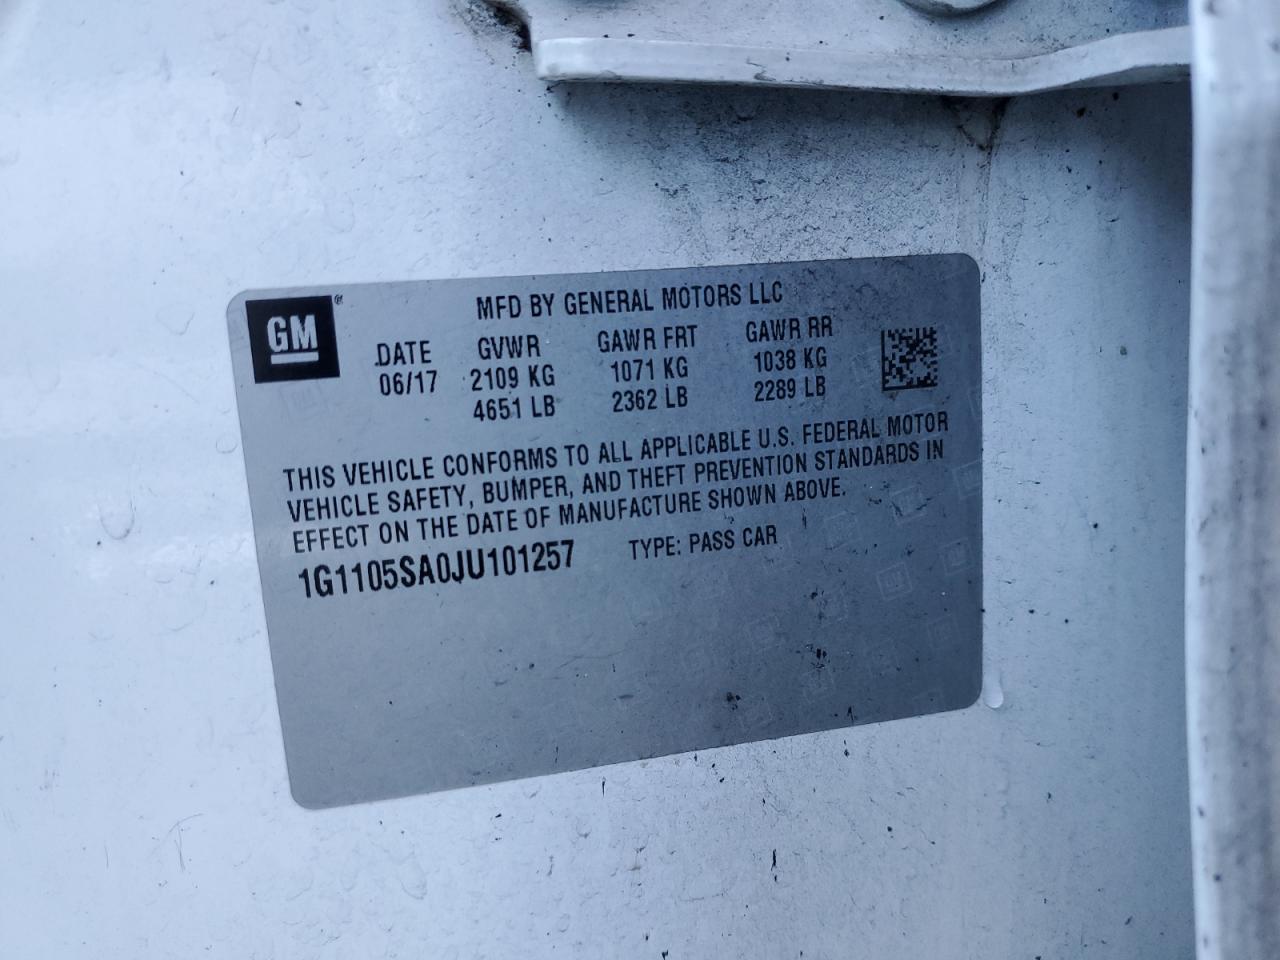 GM
®
MFD BY GENERAL MOTORS LLC
DATE GVWR GAWR FRT GAWR RR
06/17 2109 KG 1071 KG 1038 KG
4651 LB 2362 LB 2289 LB
THIS VEHICLE CONFORMS TO ALL APPLICABLE U.S. FEDERAL MOTOR
VEHICLE SAFETY, BUMPER, AND THEFT PREVENTION STANDARDS IN
EFFECT ON THE DATE OF MANUFACTURE SHOWN ABOVE.
1G1105SA0JU101257 TYPE: PASS CAR